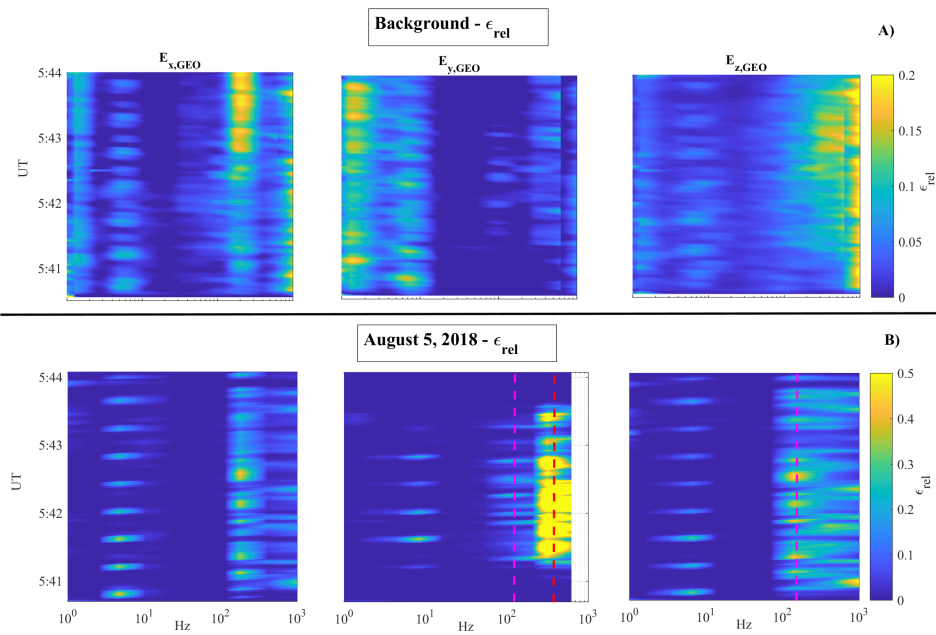 Background - ϵrel
A)
Ex,GEO
Ey,GEO
Ez,GEO
5:44
5:43
5:42
5:41
UT
0.2
0.15
0.1
0.05
0
ϵrel
August 5, 2018 - ϵrel
B)
5:44
5:43
5:42
5:41
UT
0.5
0.4
0.3
0.2
0.1
0
ϵrel
10^0 10^1 10^2 10^3
Hz
10^0 10^1 10^2 10^3
Hz
10^0 10^1 10^2 10^3
Hz